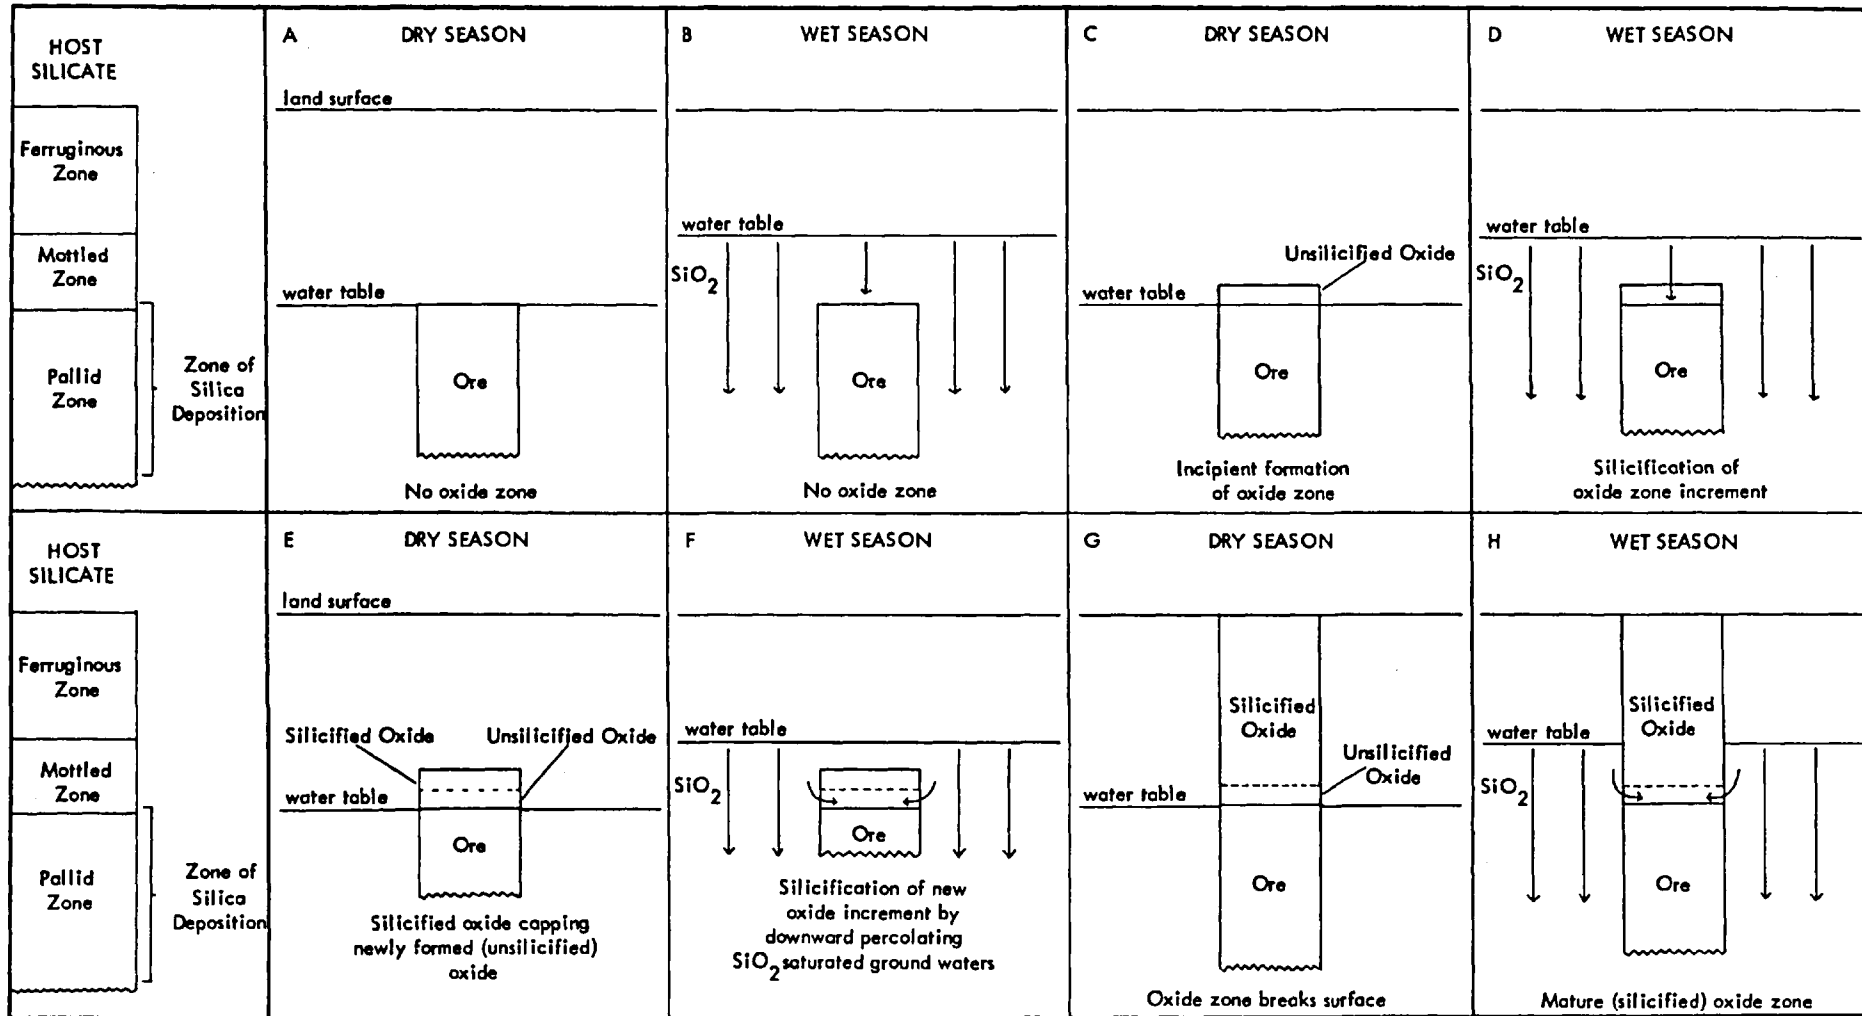 HOST
SILICATE
Ferruginous
Zone
Mottled
Zone
Pallid
Zone
Zone of
Silica
Deposition
A DRY SEASON
land surface
water table
Ore
No oxide zone
B WET SEASON
water table
SiO2
Ore
No oxide zone
C DRY SEASON
Unsilicified Oxide
water table
Ore
Incipient formation
of oxide zone
D WET SEASON
water table
SiO2
Ore
Silicification of
oxide zone increment
HOST
SILICATE
Ferruginous
Zone
Mottled
Zone
Pallid
Zone
Zone of
Silica
Deposition
E DRY SEASON
land surface
Silicified Oxide Unsilicified Oxide
water table
Ore
Silicified oxide capping
newly formed (unsilicified)
oxide
F WET SEASON
water table
SiO2
Ore
Silicification of new
oxide increment by
downward percolating
SiO2 saturated ground waters
G DRY SEASON
Silicified
Oxide
Unsilicified
Oxide
water table
Ore
Oxide zone breaks surface
H WET SEASON
Silicified
Oxide
water table
SiO2
Ore
Mature (silicified) oxide zone